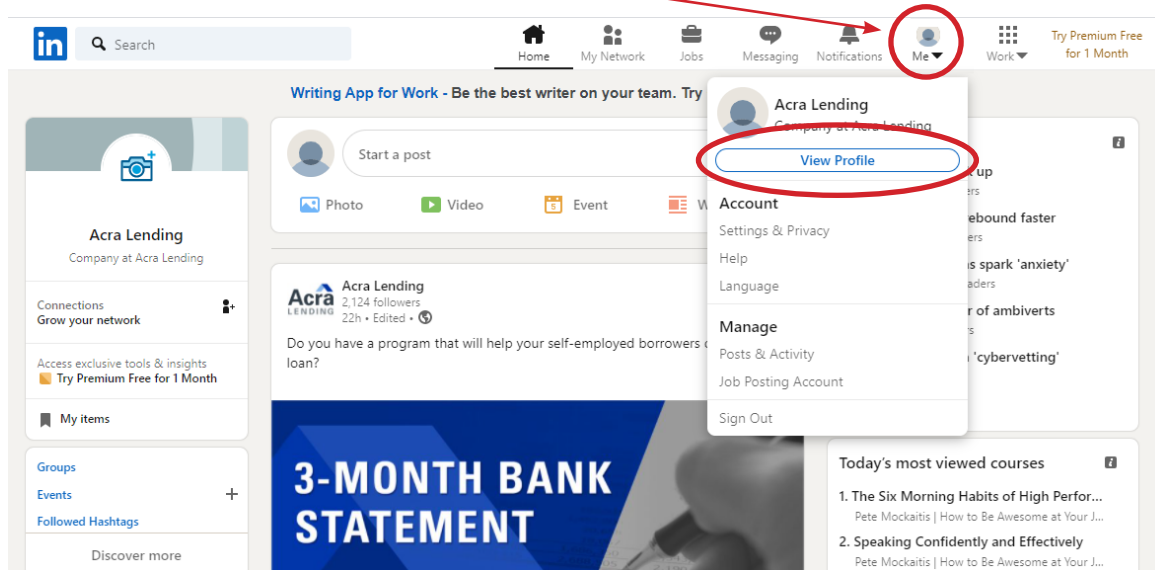 in
Search
Home
My Network
Jobs
Messaging
Notifications
Me
Work
Try Premium Free
for 1 Month
Writing App for Work - Be the best writer on your team. Try
Acra Lending
Company at Acra Lending
View Profile
Account
Settings & Privacy
Help
Language
Manage
Posts & Activity
Job Posting Account
Sign Out
Acra Lending
Company at Acra Lending
Connections
Grow your network
Access exclusive tools & insights
Try Premium Free for 1 Month
My items
Groups
Events
Followed Hashtags
Discover more
Start a post
Photo
Video
5
Event
W
Acra
LENDING
Acra Lending
2,124 followers
22h • Edited •
Do you have a program that will help your self-employed borrowers
loan?
3-MONTH BANK
STATEMENT
up
ers
ebound faster
ers
s spark 'anxiety'
aders
r of ambiverts
rs
'cybervetting'
Today's most viewed courses
1. The Six Morning Habits of High Perfor...
Pete Mockaitis | How to Be Awesome at Your J...
2. Speaking Confidently and Effectively
Pete Mockaitis | How to Be Awesome at Your J...